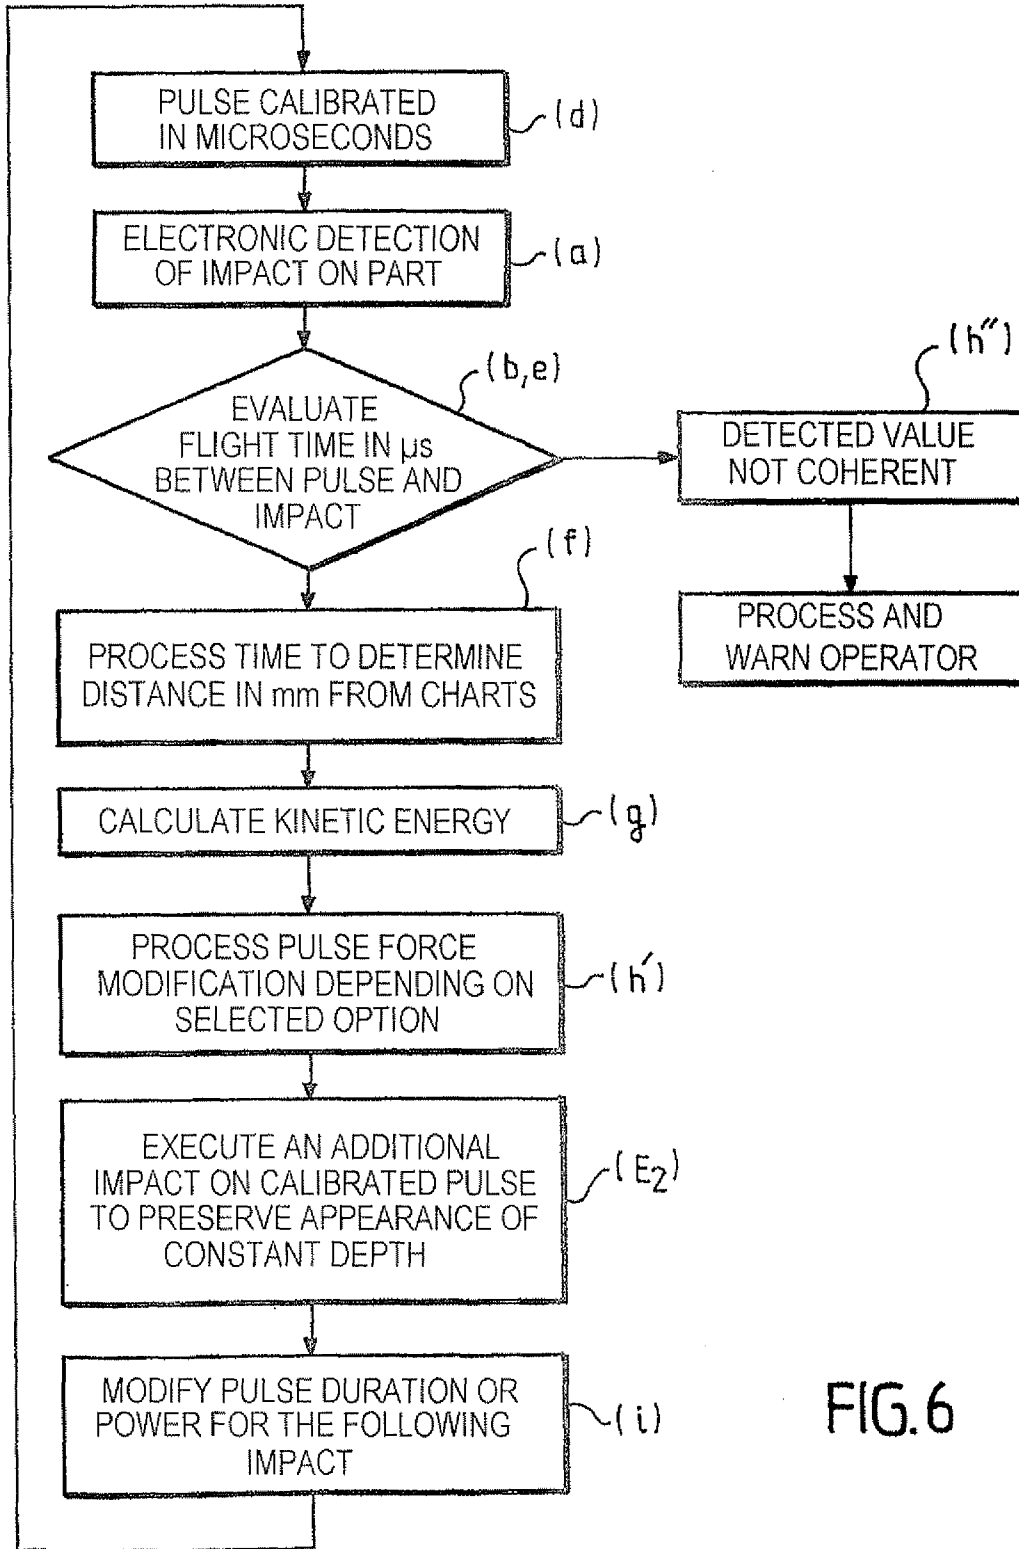 PULSE CALIBRATED
IN MICROSECONDS
(d)
ELECTRONIC DETECTION
OF IMPACT ON PART
(a)
EVALUATE
FLIGHT TIME IN µs
BETWEEN PULSE AND
IMPACT
(b,e)
DETECTED VALUE
NOT COHERENT
(h″)
PROCESS AND
WARN OPERATOR
PROCESS TIME TO DETERMINE
DISTANCE IN mm FROM CHARTS
(f)
CALCULATE KINETIC ENERGY
(g)
PROCESS PULSE FORCE
MODIFICATION DEPENDING ON
SELECTED OPTION
(h′)
EXECUTE AN ADDITIONAL
IMPACT ON CALIBRATED PULSE
TO PRESERVE APPEARANCE OF
CONSTANT DEPTH
(E2)
MODIFY PULSE DURATION OR
POWER FOR THE FOLLOWING
IMPACT
(i)
FIG.6